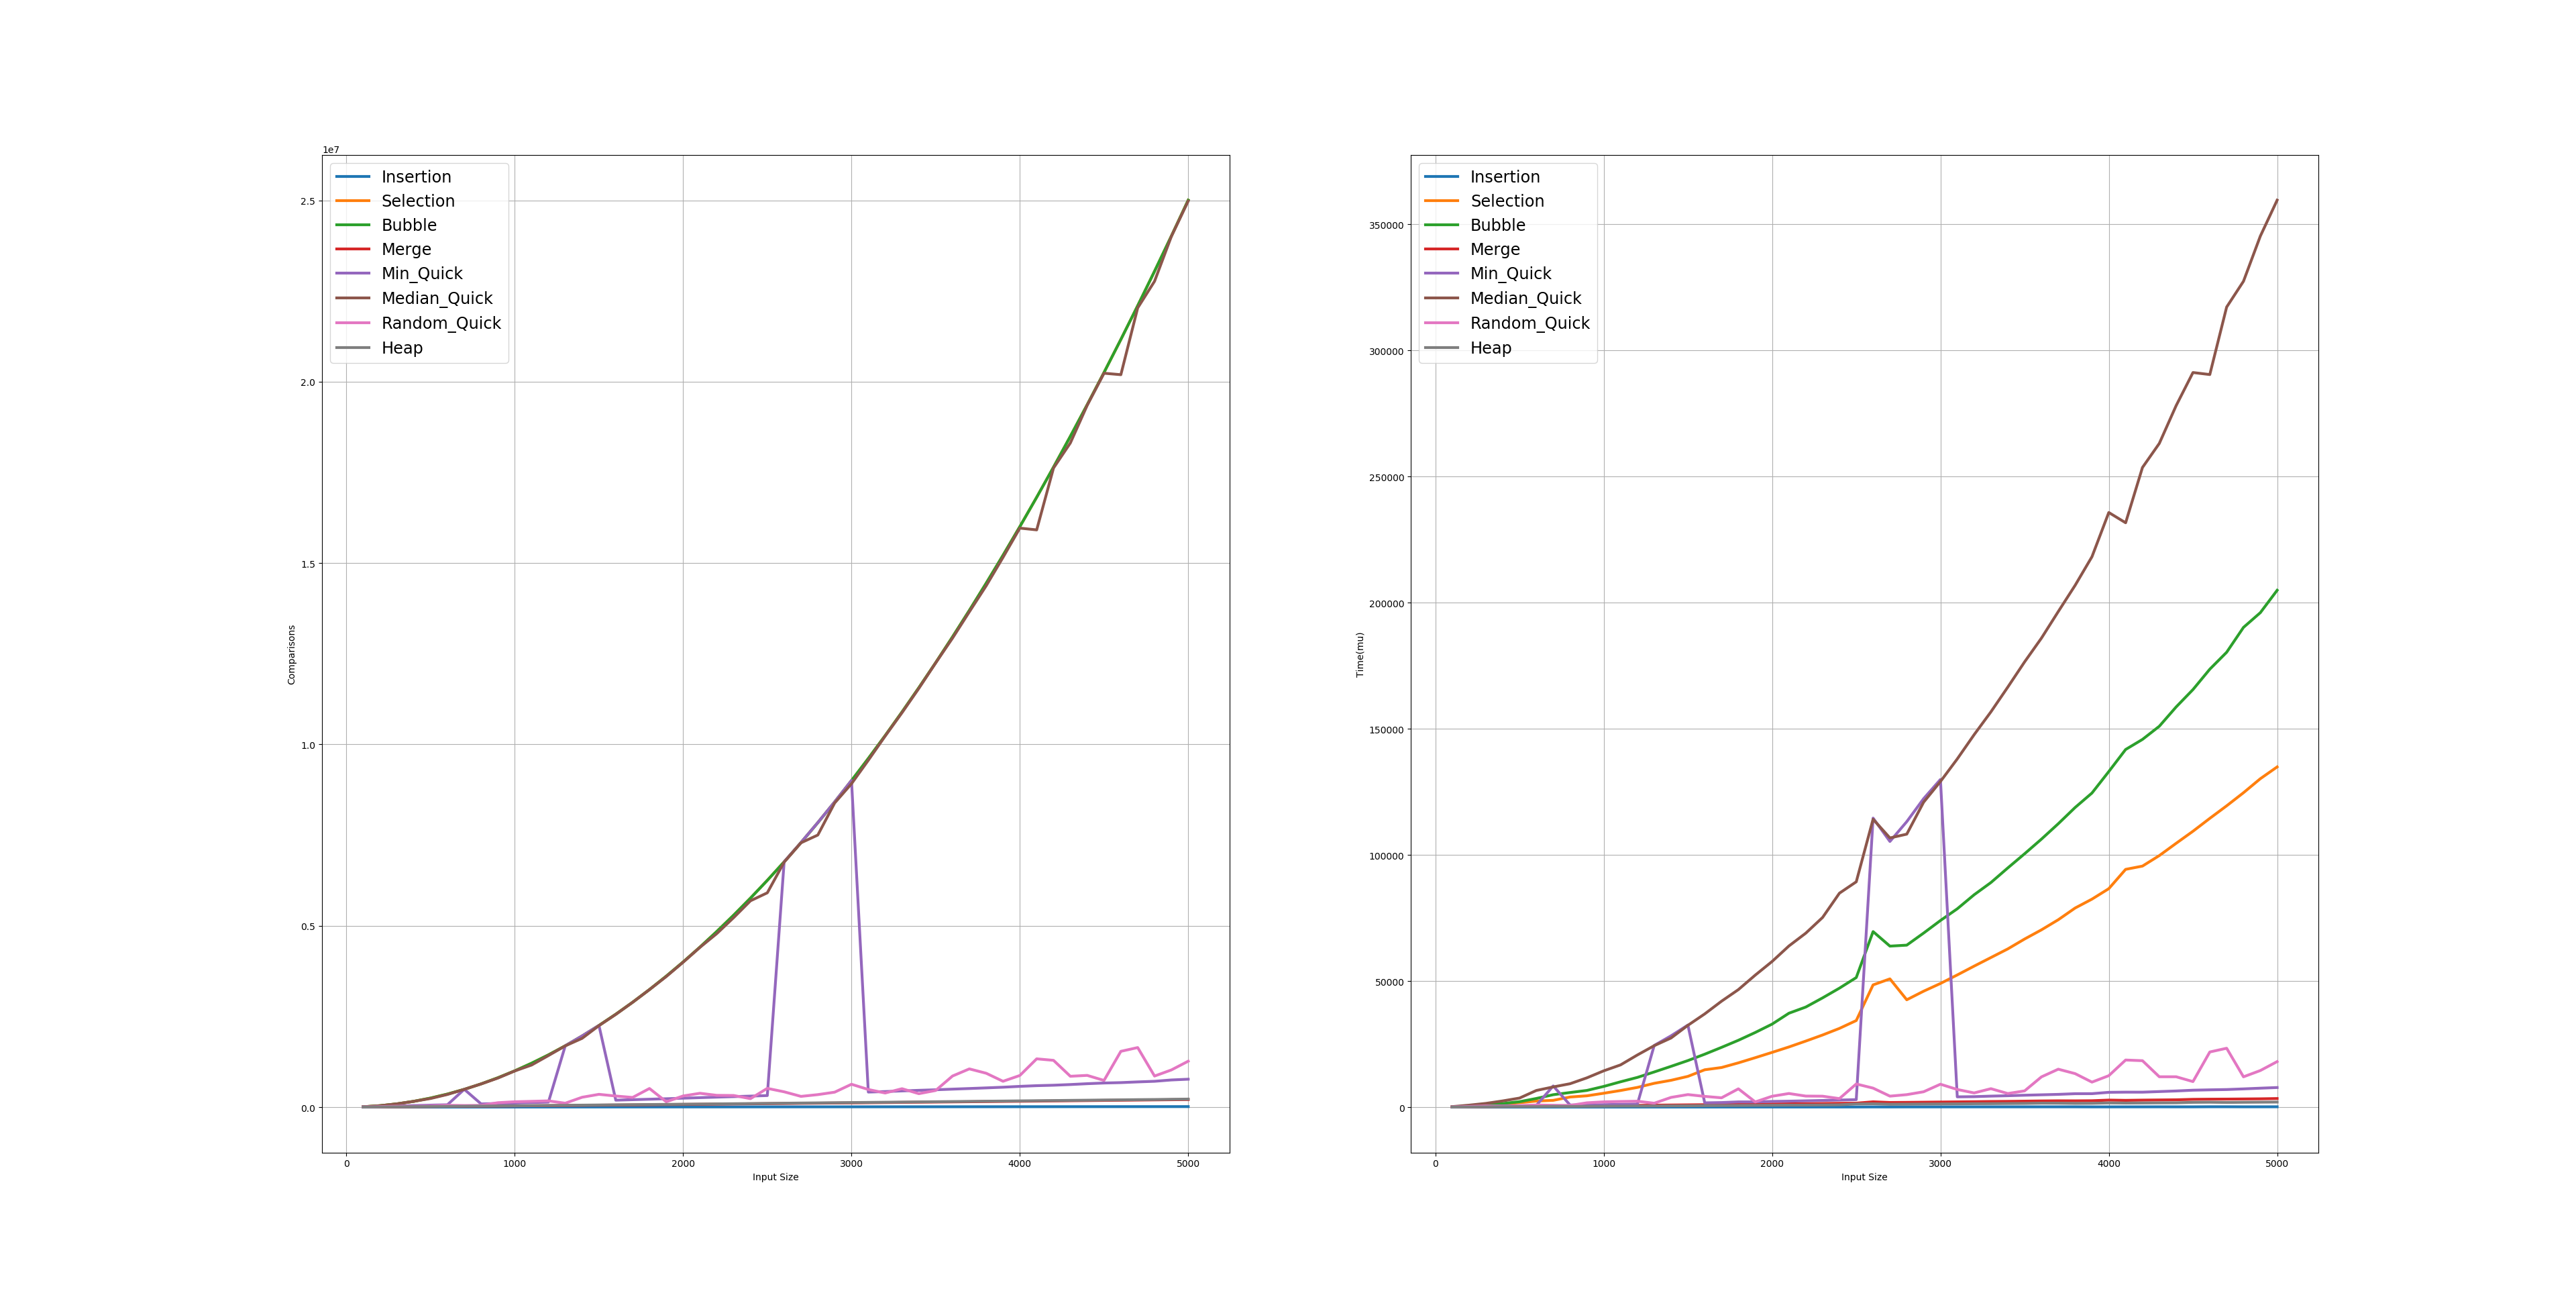 1e7
Insertion
Selection
Bubble
Merge
Min_Quick
Median_Quick
Random_Quick
Heap
2.5
2.0
1.5
1.0
0.5
0.0
Comparisons
0 1000 2000 3000 4000 5000
Input Size
Insertion
Selection
Bubble
Merge
Min_Quick
Median_Quick
Random_Quick
Heap
350000
300000
250000
200000
150000
100000
50000
0
Time(mu)
0 1000 2000 3000 4000 5000
Input Size